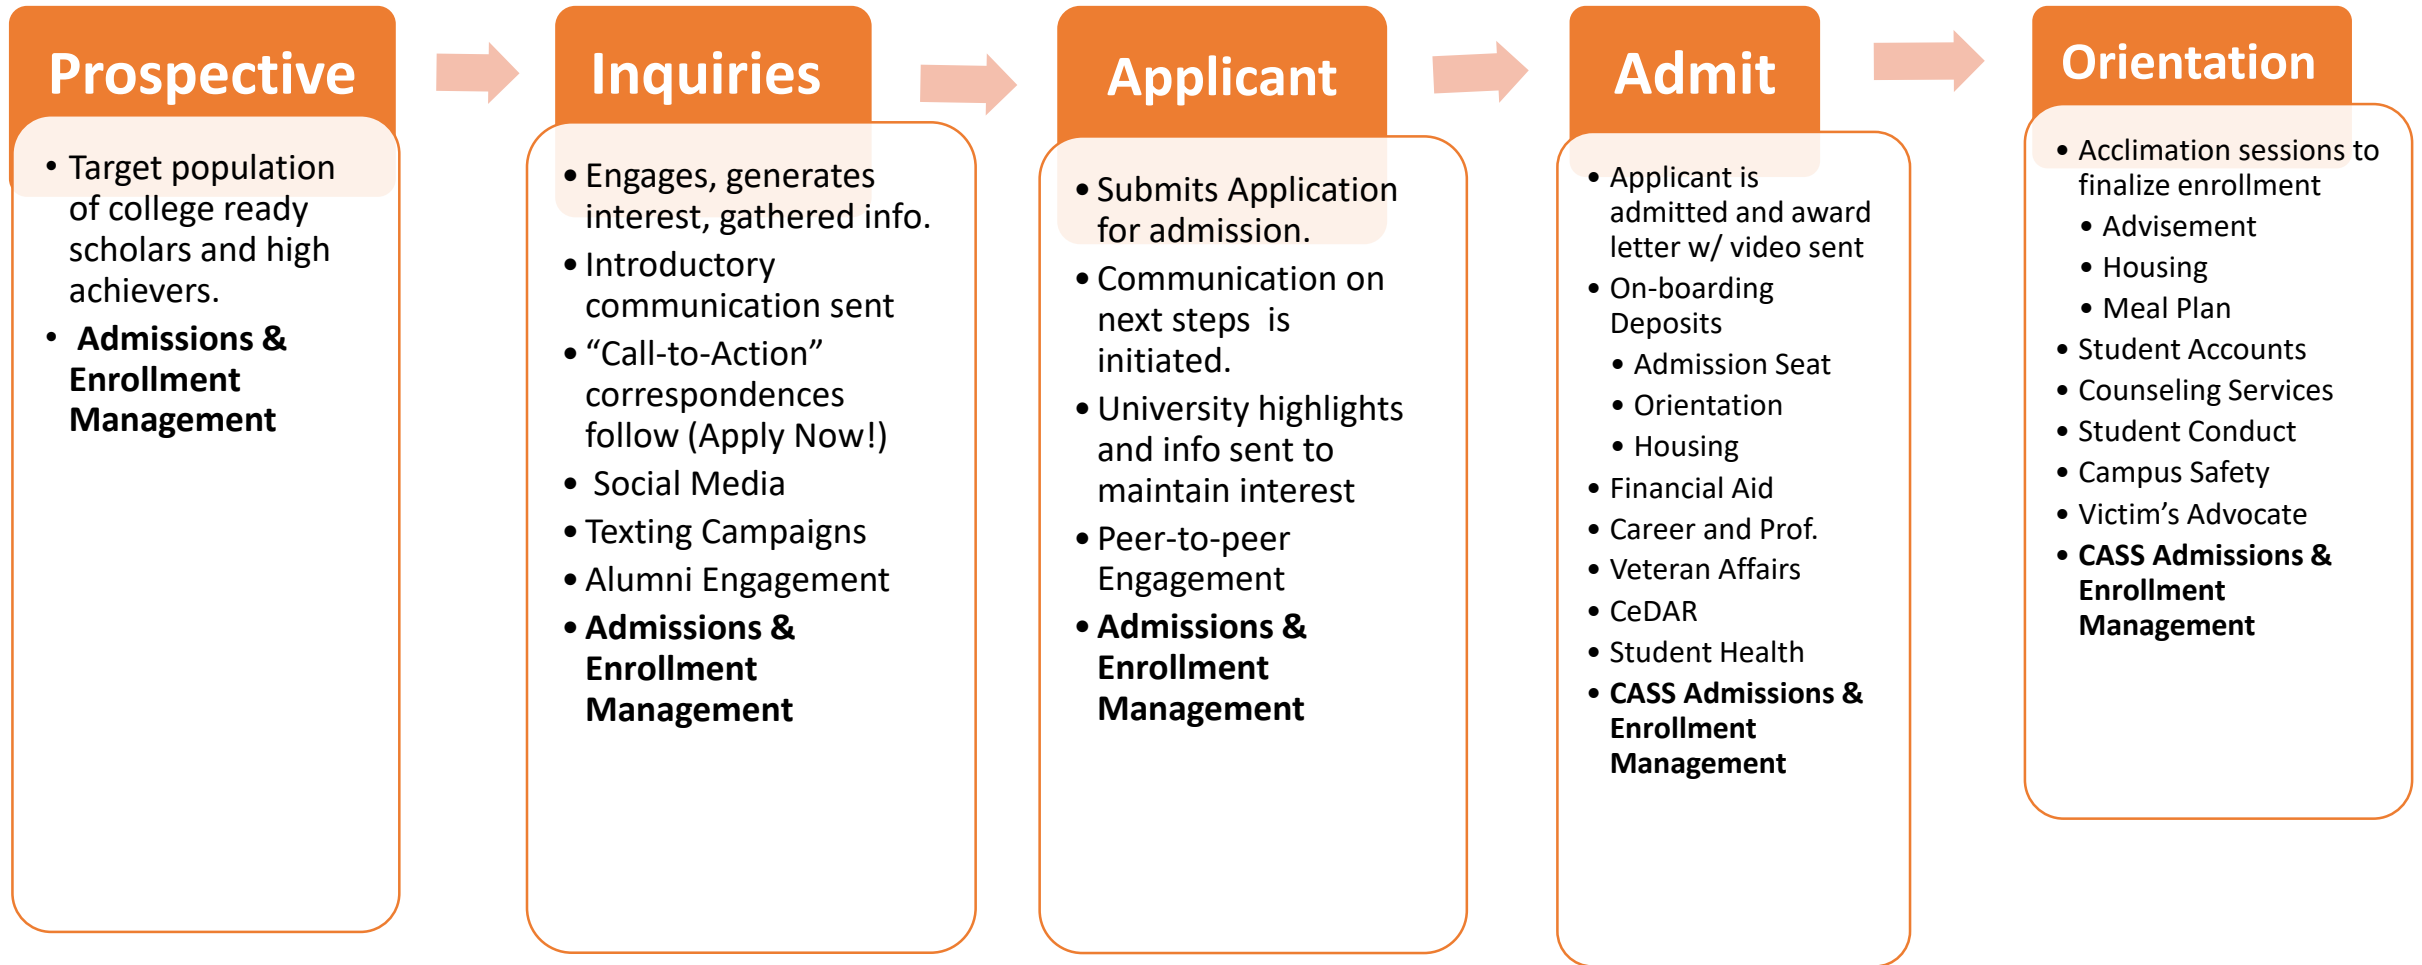 Prospective
• Target population
of college ready
scholars and high
achievers.
• Admissions &
Enrollment
Management
Inquiries
• Engages, generates
interest, gathered info.
• Introductory
communication sent
• “Call-to-Action”
correspondences
follow (Apply Now!)
• Social Media
• Texting Campaigns
• Alumni Engagement
• Admissions &
Enrollment
Management
Applicant
• Submits Application
for admission.
• Communication on
next steps  is
initiated.
• University highlights
and info sent to
maintain interest
• Peer-to-peer
Engagement
• Admissions &
Enrollment
Management
Admit
• Applicant is
admitted and award
letter w/ video sent
• On-boarding
Deposits
• Admission Seat
• Orientation
• Housing
• Financial Aid
• Career and Prof.
• Veteran Affairs
• CeDAR
• Student Health
• CASS Admissions &
Enrollment
Management
Orientation
• Acclimation sessions to
finalize enrollment
• Advisement
• Housing
• Meal Plan
• Student Accounts
• Counseling Services
• Student Conduct
• Campus Safety
• Victim’s Advocate
• CASS Admissions &
Enrollment
Management